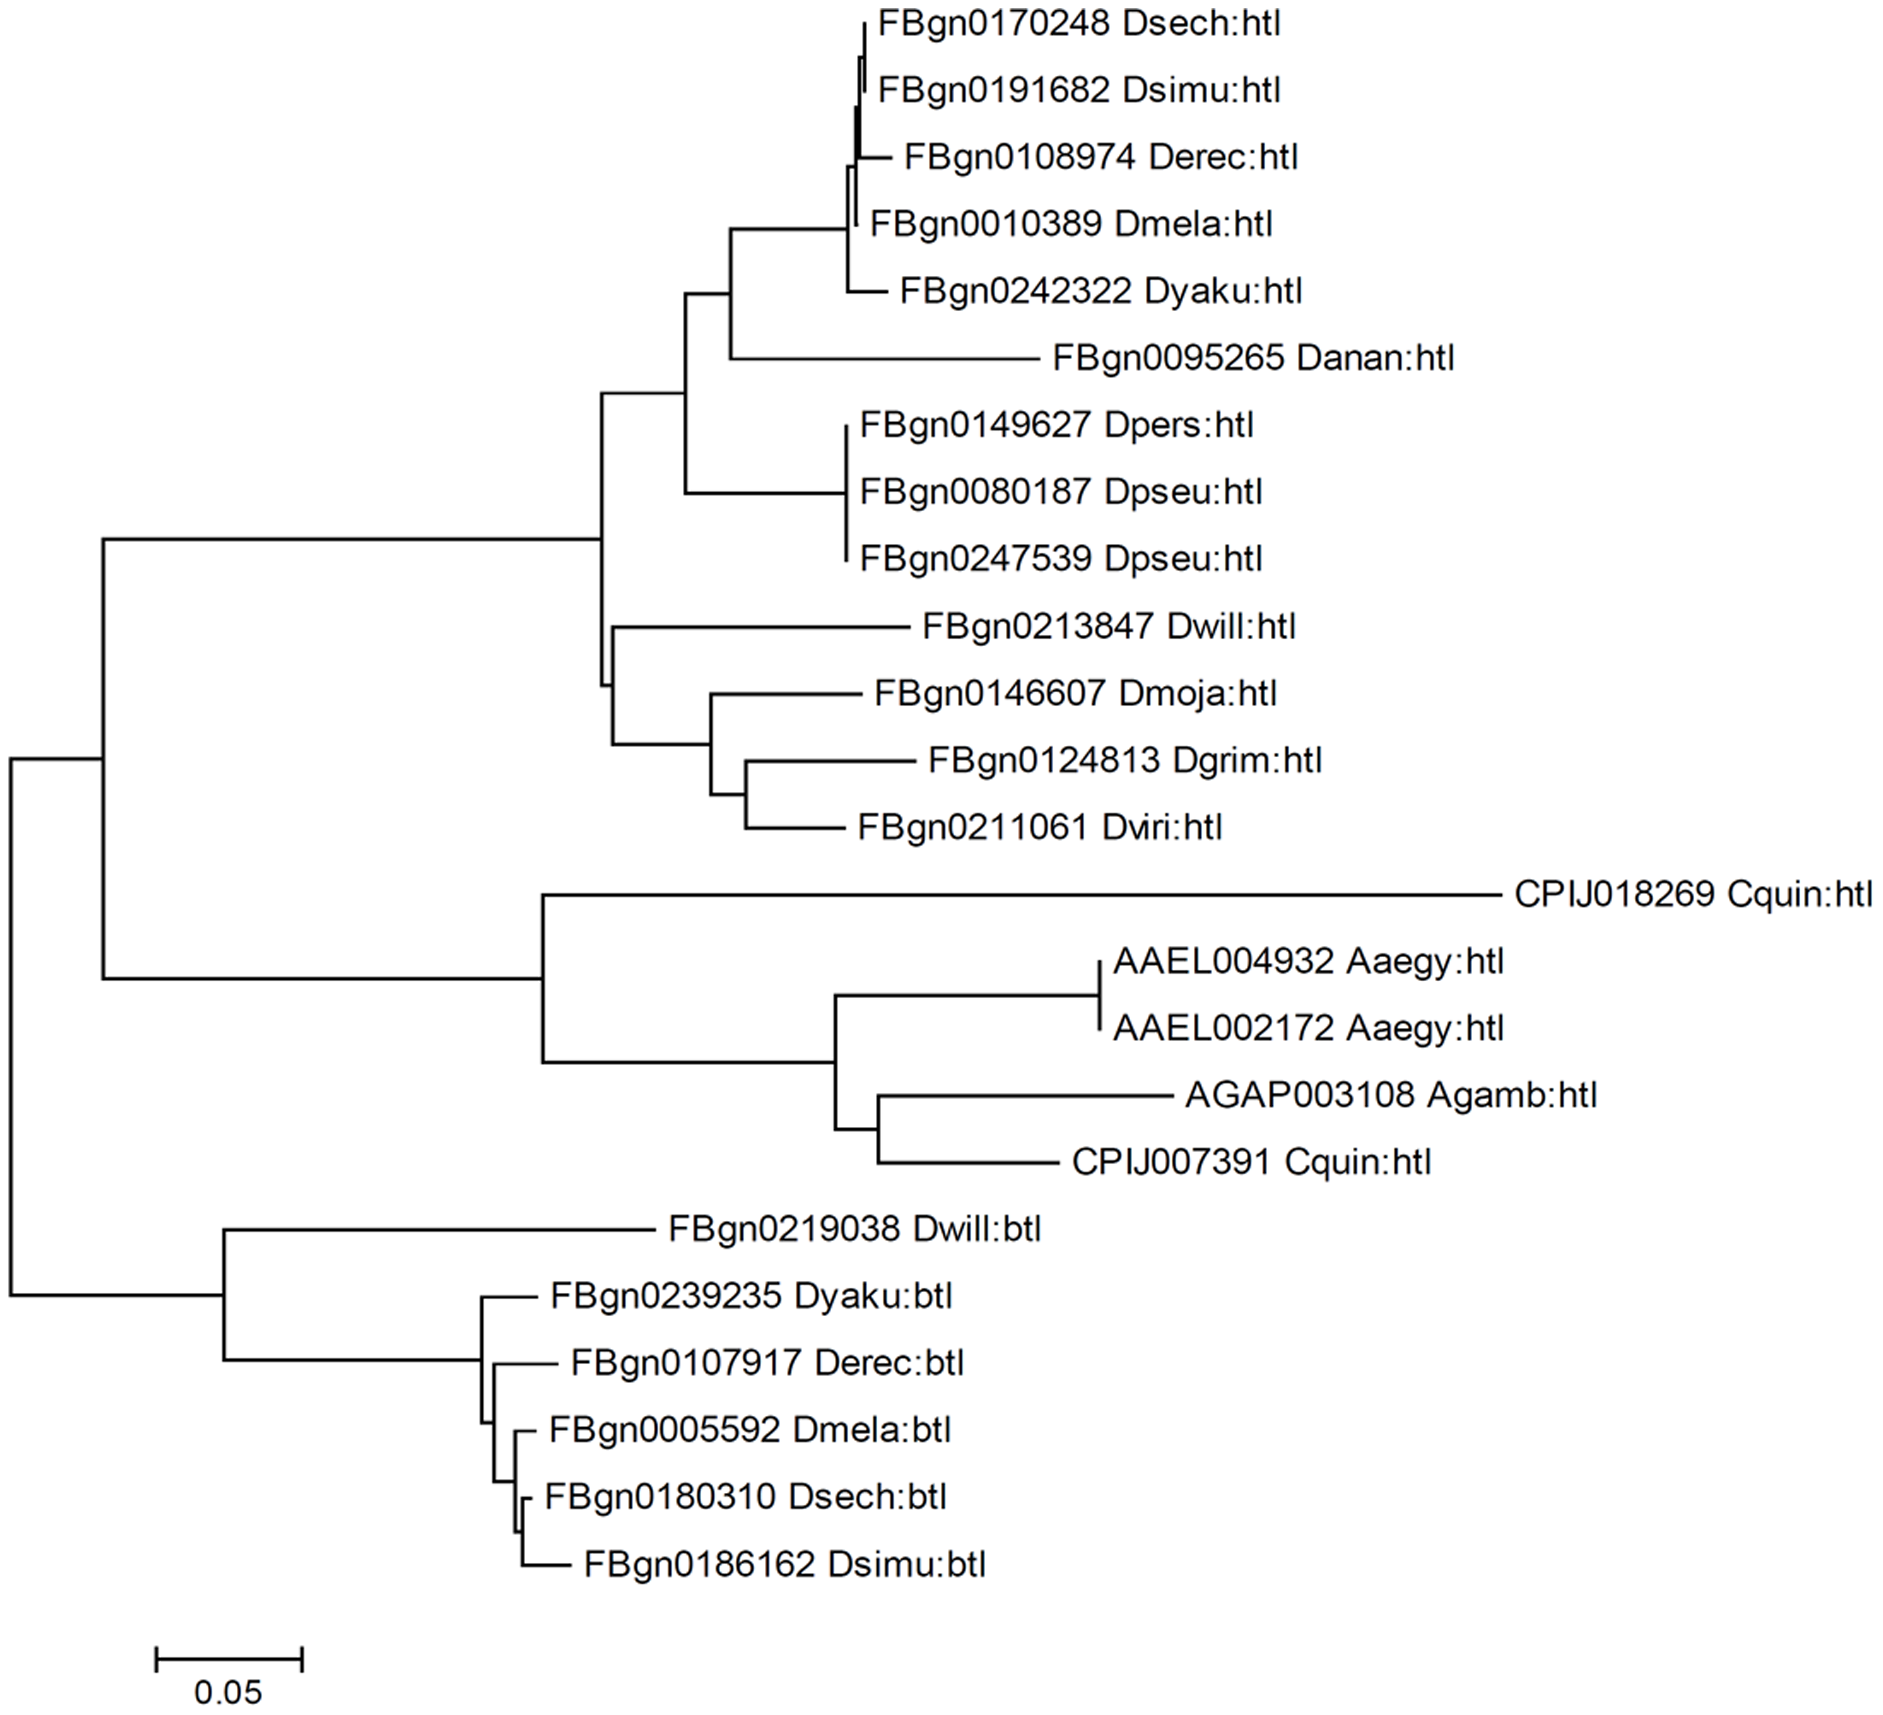 FBgn0170248 Dsech:htl
FBgn0191682 Dsimu:htl
FBgn0108974 Derec:htl
FBgn0010389 Dmela:htl
FBgn0242322 Dyaku:htl
FBgn0095265 Danan:htl
FBgn0149627 Dpers:htl
FBgn0080187 Dpseu:htl
FBgn0247539 Dpseu:htl
FBgn0213847 Dwill:htl
FBgn0146607 Dmoja:htl
FBgn0124813 Dgrim:htl
FBgn0211061 Dviri:htl
CPIJ018269 Cquin:htl
AAEL004932 Aaegy:htl
AAEL002172 Aaegy:htl
AGAP003108 Agamb:htl
CPIJ007391 Cquin:htl
FBgn0219038 Dwill:btl
FBgn0239235 Dyaku:btl
FBgn0107917 Derec:btl
FBgn0005592 Dmela:btl
FBgn0180310 Dsech:btl
FBgn0186162 Dsimu:btl
0.05